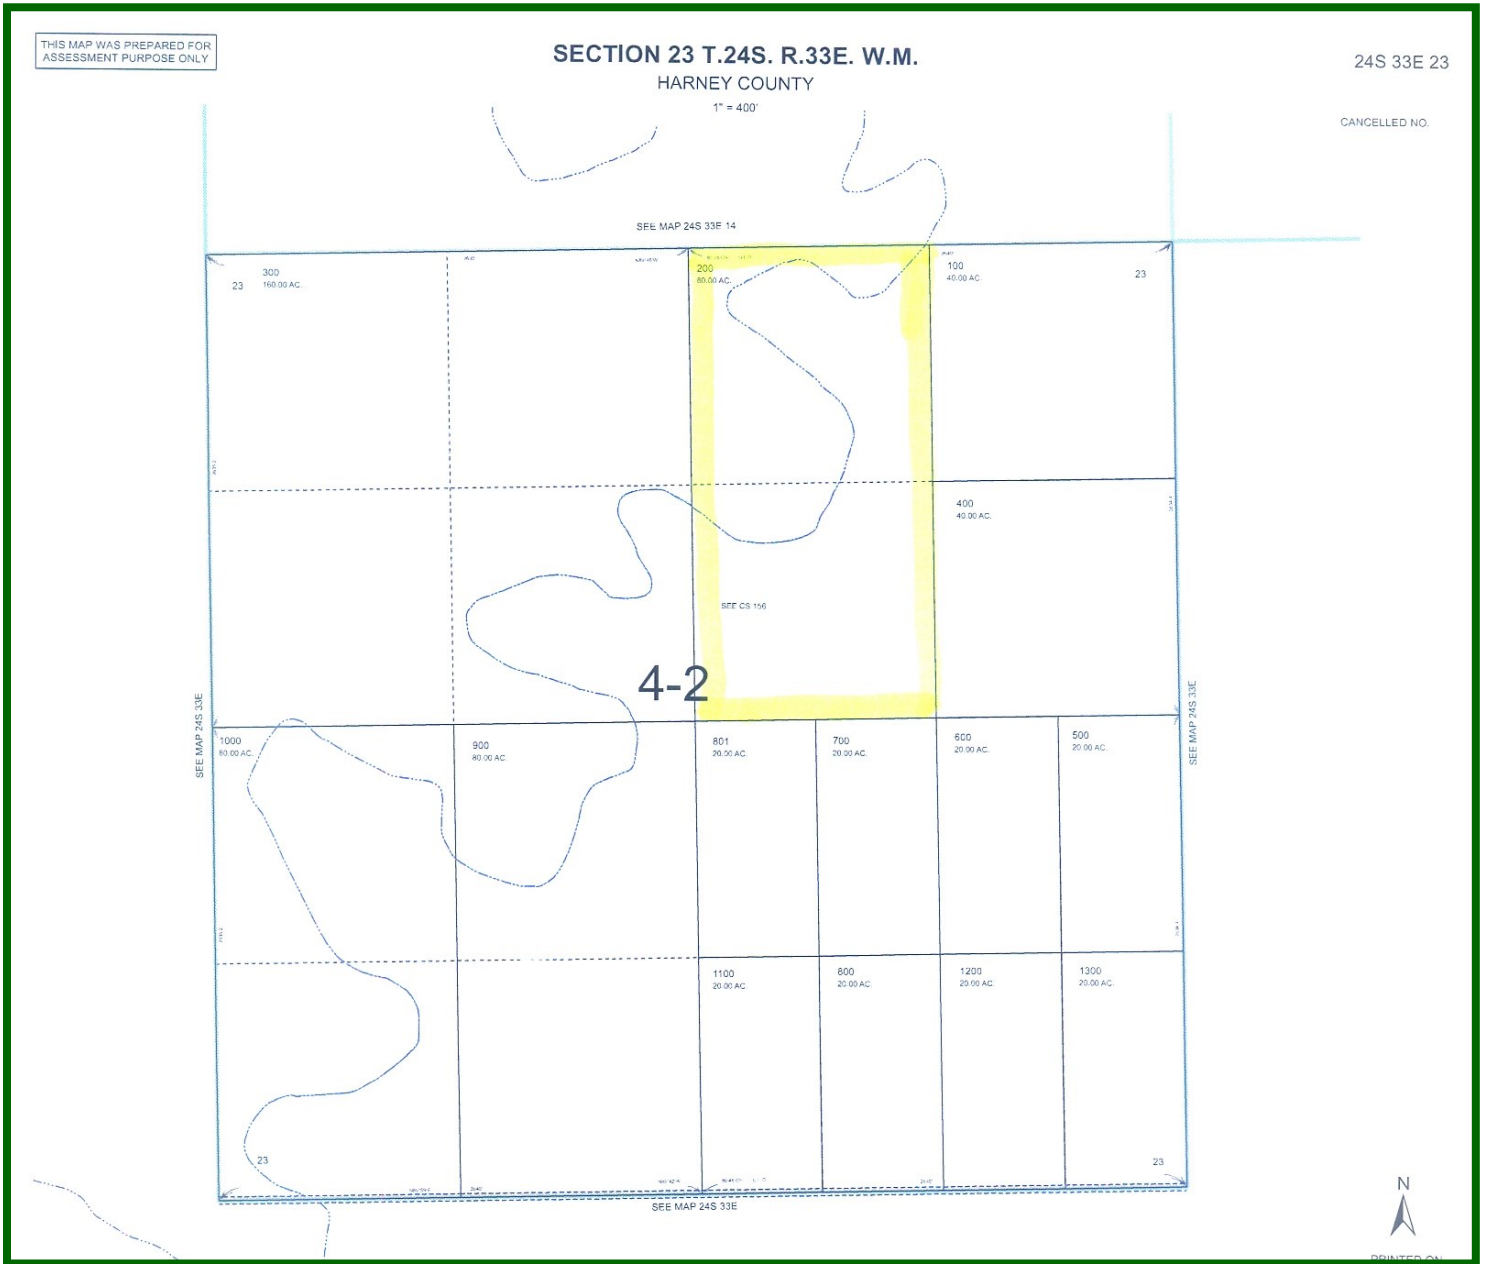 THIS MAP WAS PREPARED FOR
ASSESSMENT PURPOSE ONLY
SECTION 23 T.24S. R.33E. W.M.
HARNEY COUNTY
1" = 400'
24S 33E 23
CANCELLED NO.
SEE MAP 24S 33E 14
300
160.00 AC.
23
200
80.00 AC.
100
40.00 AC.
23
400
40.00 AC.
SEE CS 156
4-2
SEE MAP 24S 33E
SEE MAP 24S 33E
1000
80.00 AC.
900
80.00 AC.
801
20.00 AC.
700
20.00 AC.
600
20.00 AC.
500
20.00 AC.
1100
20.00 AC.
800
20.00 AC.
1200
20.00 AC.
1300
20.00 AC.
23
23
SEE MAP 24S 33E
N
PRINTED ON